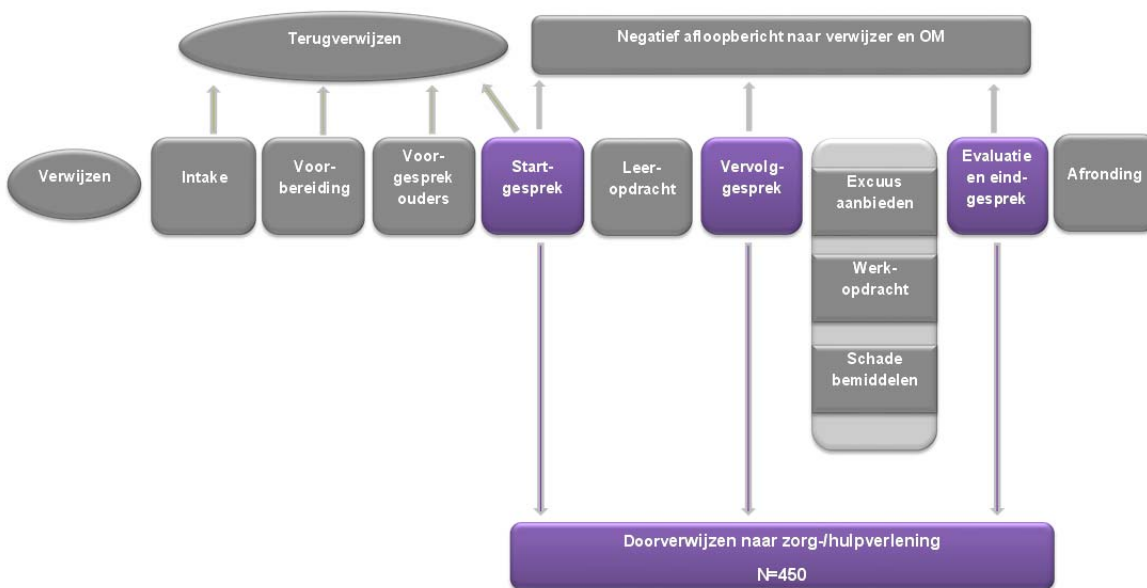 Terugverwijzen
Negatief afloopbericht naar verwijzer en OM
Verwijzen
Intake
Voor-
bereiding
Voor-
gesprek
ouders
Start-
gesprek
Leer-
opdracht
Vervolg-
gesprek
Excuus
aanbieden
Werk-
opdracht
Schade
bemiddelen
Evaluatie
en eind-
gesprek
Afronding
Doorverwijzen naar zorg-/hulpverlening
N=450